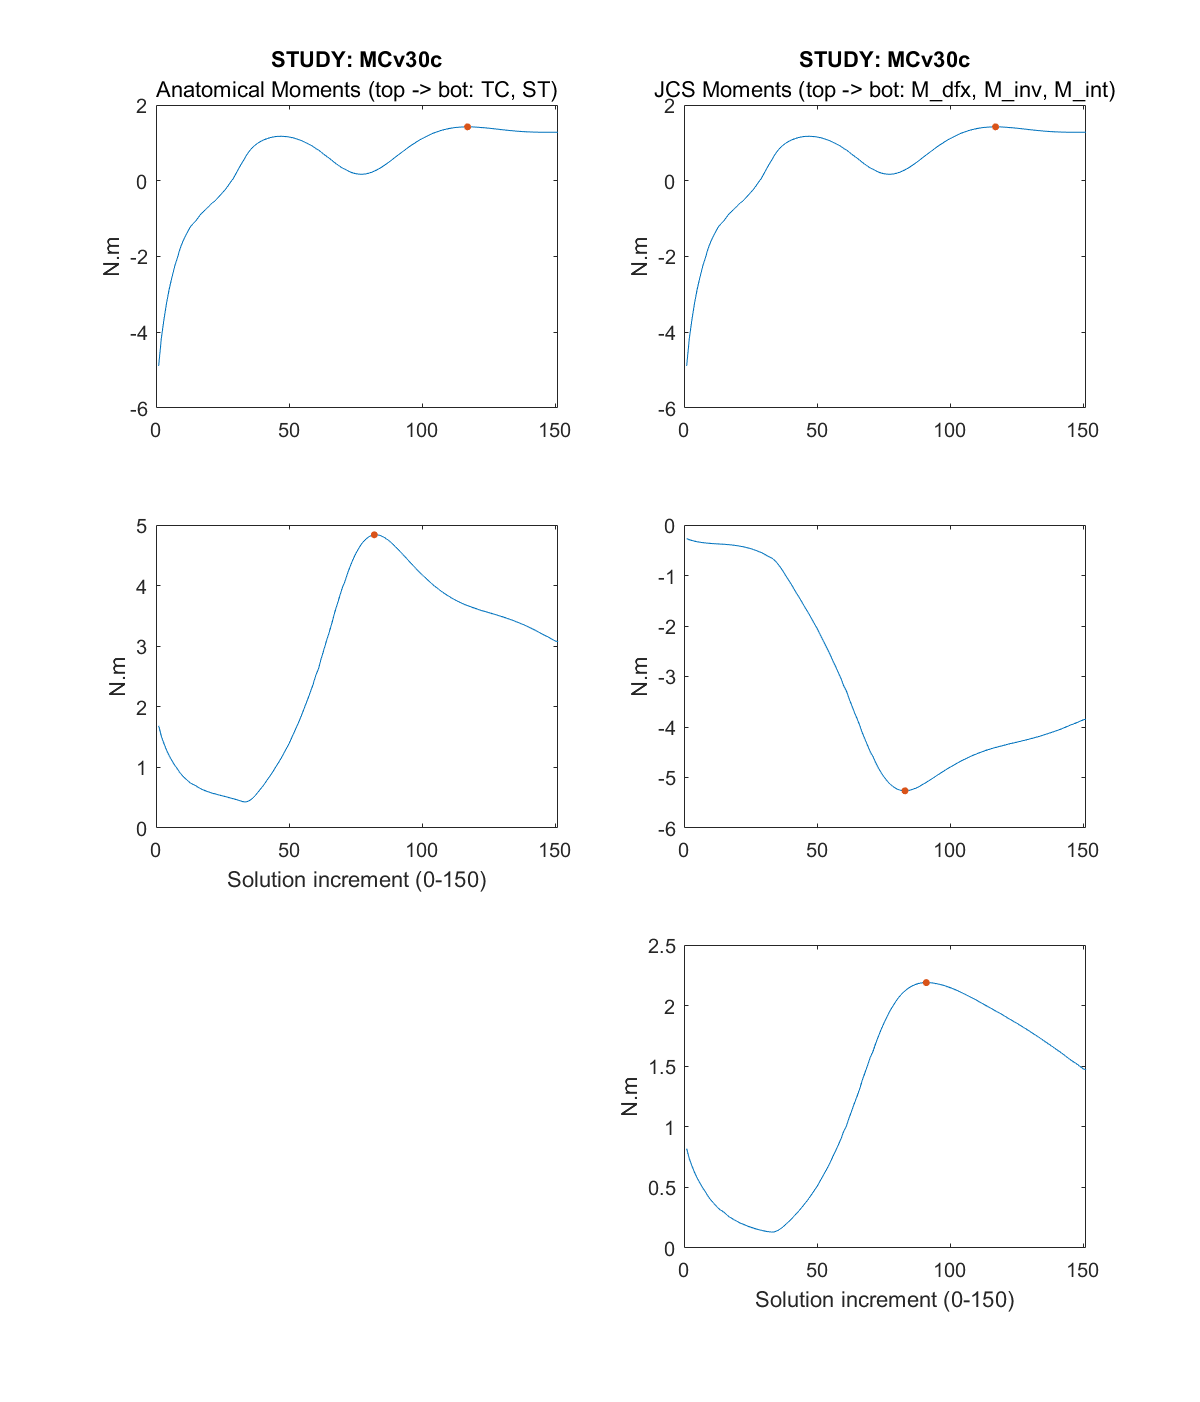 STUDY: MCv30c
Anatomical Moments (top -> bot: TC, ST)
2
0
-2
-4
-6
N.m
0 50 100 150
STUDY: MCv30c
JCS Moments (top -> bot: M_dfx, M_inv, M_int)
2
0
-2
-4
-6
N.m
0 50 100 150
5
4
3
2
1
0
N.m
0 50 100 150
Solution increment (0-150)
0
-1
-2
-3
-4
-5
-6
N.m
0 50 100 150
2.5
2
1.5
1
0.5
0
N.m
0 50 100 150
Solution increment (0-150)